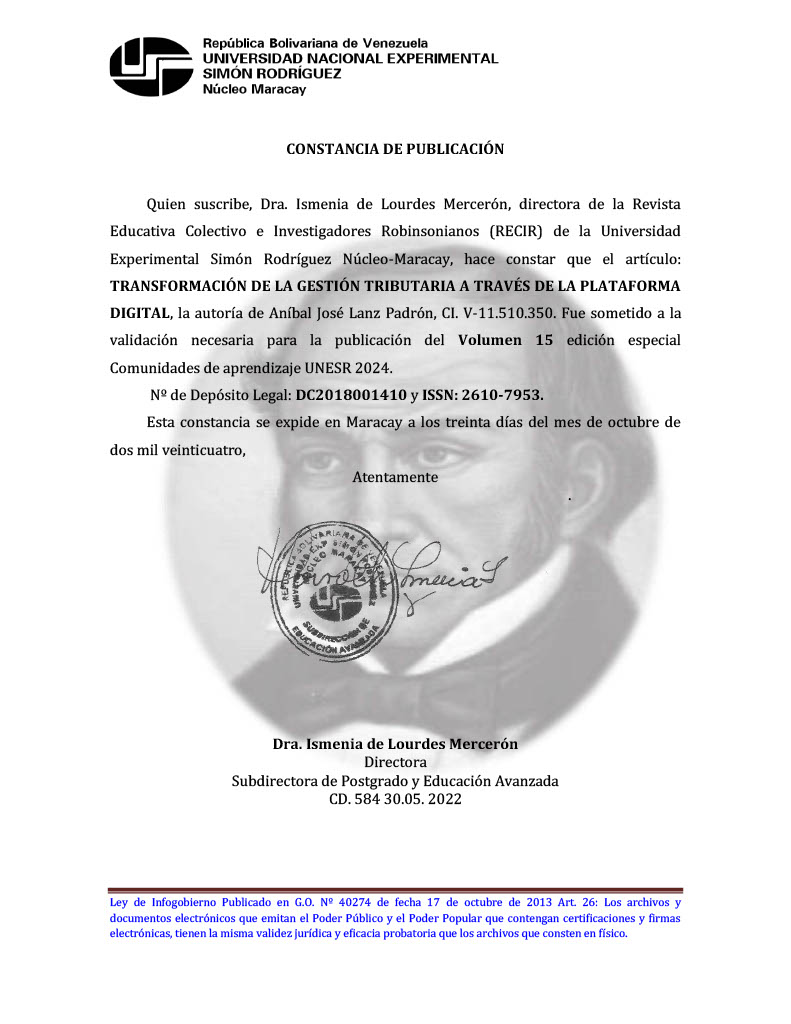 República Bolivariana de Venezuela
UNIVERSIDAD NACIONAL EXPERIMENTAL
SIMÓN RODRÍGUEZ
Núcleo Maracay
CONSTANCIA DE PUBLICACIÓN
Quien suscribe, Dra. Ismenia de Lourdes Mercerón, directora de la Revista
Educativa Colectivo e Investigadores Robinsonianos (RECIR) de la Universidad
Experimental Simón Rodríguez Núcleo-Maracay, hace constar que el artículo:
TRANSFORMACIÓN DE LA GESTIÓN TRIBUTARIA A TRAVÉS DE LA PLATAFORMA
DIGITAL, la autoría de Aníbal José Lanz Padrón, CI. V-11.510.350. Fue sometido a la
validación necesaria para la publicación del Volumen 15 edición especial
Comunidades de aprendizaje UNESR 2024.
Nº de Depósito Legal: DC2018001410 y ISSN: 2610-7953.
Esta constancia se expide en Maracay a los treinta días del mes de octubre de
dos mil veinticuatro,
Atentamente
.
REPÚBLICA BOLIVARIANA DE VENEZUELA
NÚCLEO MARACAY
SUBDIRECCIÓN DE
EDUCACIÓN AVANZADA
Dra. Ismenia de Lourdes Mercerón
Directora
Subdirectora de Postgrado y Educación Avanzada
CD. 584 30.05. 2022
Ley de Infogobierno Publicado en G.O. Nº 40274 de fecha 17 de octubre de 2013 Art. 26: Los archivos y
documentos electrónicos que emitan el Poder Público y el Poder Popular que contengan certificaciones y firmas
electrónicas, tienen la misma validez jurídica y eficacia probatoria que los archivos que consten en físico.